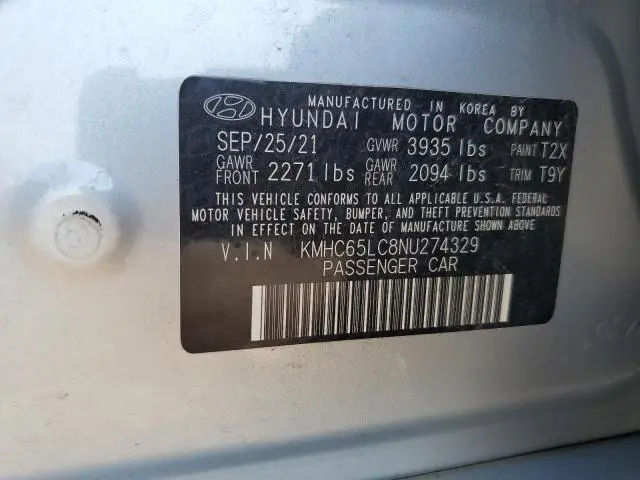 MANUFACTURED IN KOREA BY
HYUNDAI MOTOR COMPANY
SEP/25/21 GVWR 3935 lbs PAINT T2X
GAWR FRONT 2271 lbs GAWR REAR 2094 lbs TRIM T9Y
THIS VEHICLE CONFORMS TO ALL APPLICABLE U.S.A. FEDERAL
MOTOR VEHICLE SAFETY, BUMPER, AND THEFT PREVENTION STANDARDS
IN EFFECT ON THE DATE OF MANUFACTURE SHOWN ABOVE
V.I.N KMHC65LC8NU274329
PASSENGER CAR